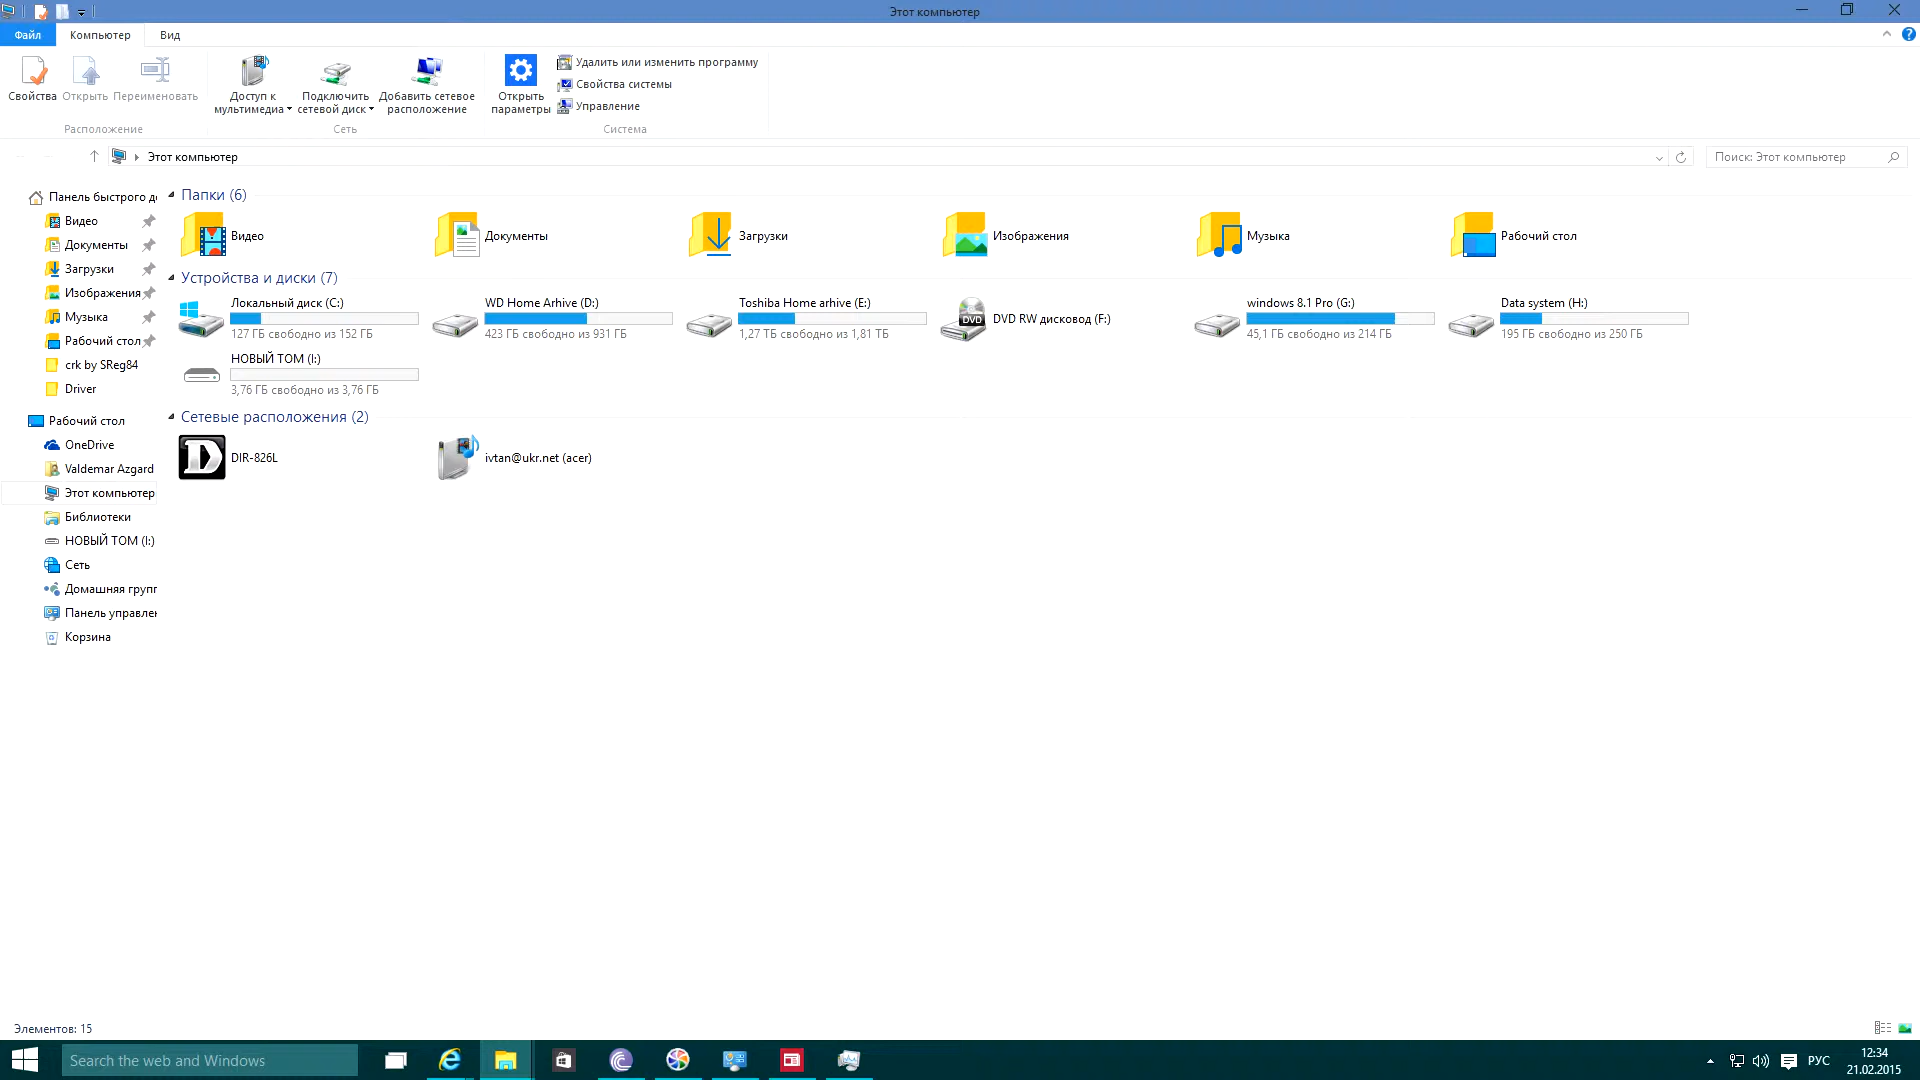 Этот компьютер
Файл
Компьютер
Вид
Свойства
Открыть
Переименовать
Доступ к
мультимедиа
Подключить
сетевой диск
Добавить сетевое
расположение
Открыть
параметры
Удалить или изменить программу
Свойства системы
Управление
Расположение
Сеть
Система
Этот компьютер
Поиск: Этот компьютер
Панель быстрого д
Видео
Документы
Загрузки
Изображения
Музыка
Рабочий стол
crk by SReg84
Driver
Рабочий стол
OneDrive
Valdemar Azgard
Этот компьютер
Библиотеки
НОВЫЙ ТОМ (I:)
Сеть
Домашняя групп
Панель управлен
Корзина
Папки (6)
Видео
Документы
Загрузки
Изображения
Музыка
Рабочий стол
Устройства и диски (7)
Локальный диск (C:)
127 ГБ свободно из 152 ГБ
WD Home Arhive (D:)
423 ГБ свободно из 931 ГБ
Toshiba Home arhive (E:)
1,27 ТБ свободно из 1,81 ТБ
DVD
DVD RW дисковод (F:)
windows 8.1 Pro (G:)
45,1 ГБ свободно из 214 ГБ
Data system (H:)
195 ГБ свободно из 250 ГБ
НОВЫЙ ТОМ (I:)
3,76 ГБ свободно из 3,76 ГБ
Сетевые расположения (2)
D
DIR-826L
ivtan@ukr.net (acer)
Элементов: 15
Search the web and Windows
РУС
12:34
21.02.2015